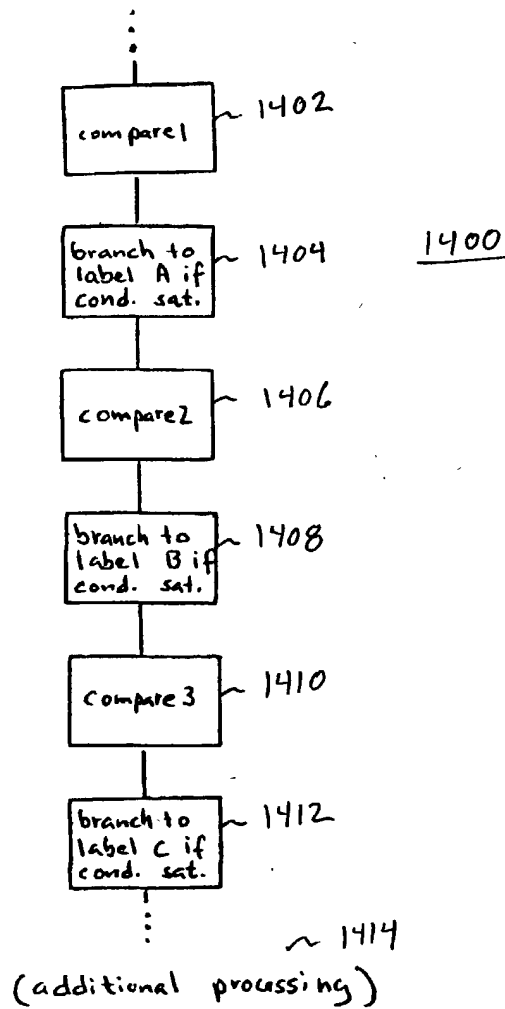 compare1
1402
branch to
label A if
cond. sat.
1404
1400
compare2
1406
branch to
label B if
cond. sat.
1408
compare3
1410
branch to
label C if
cond. sat.
1412
1414
(additional processing)